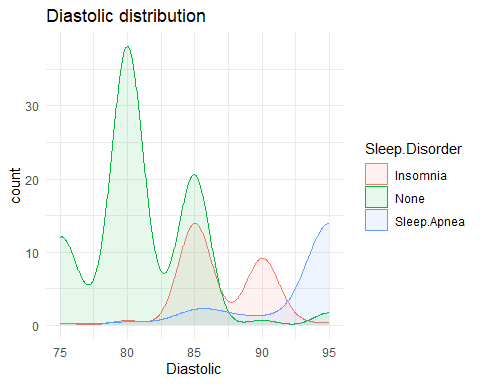 Diastolic distribution
count
30
20
10
0
75 80 85 90 95
Diastolic
Sleep.Disorder
Insomnia
None
Sleep.Apnea